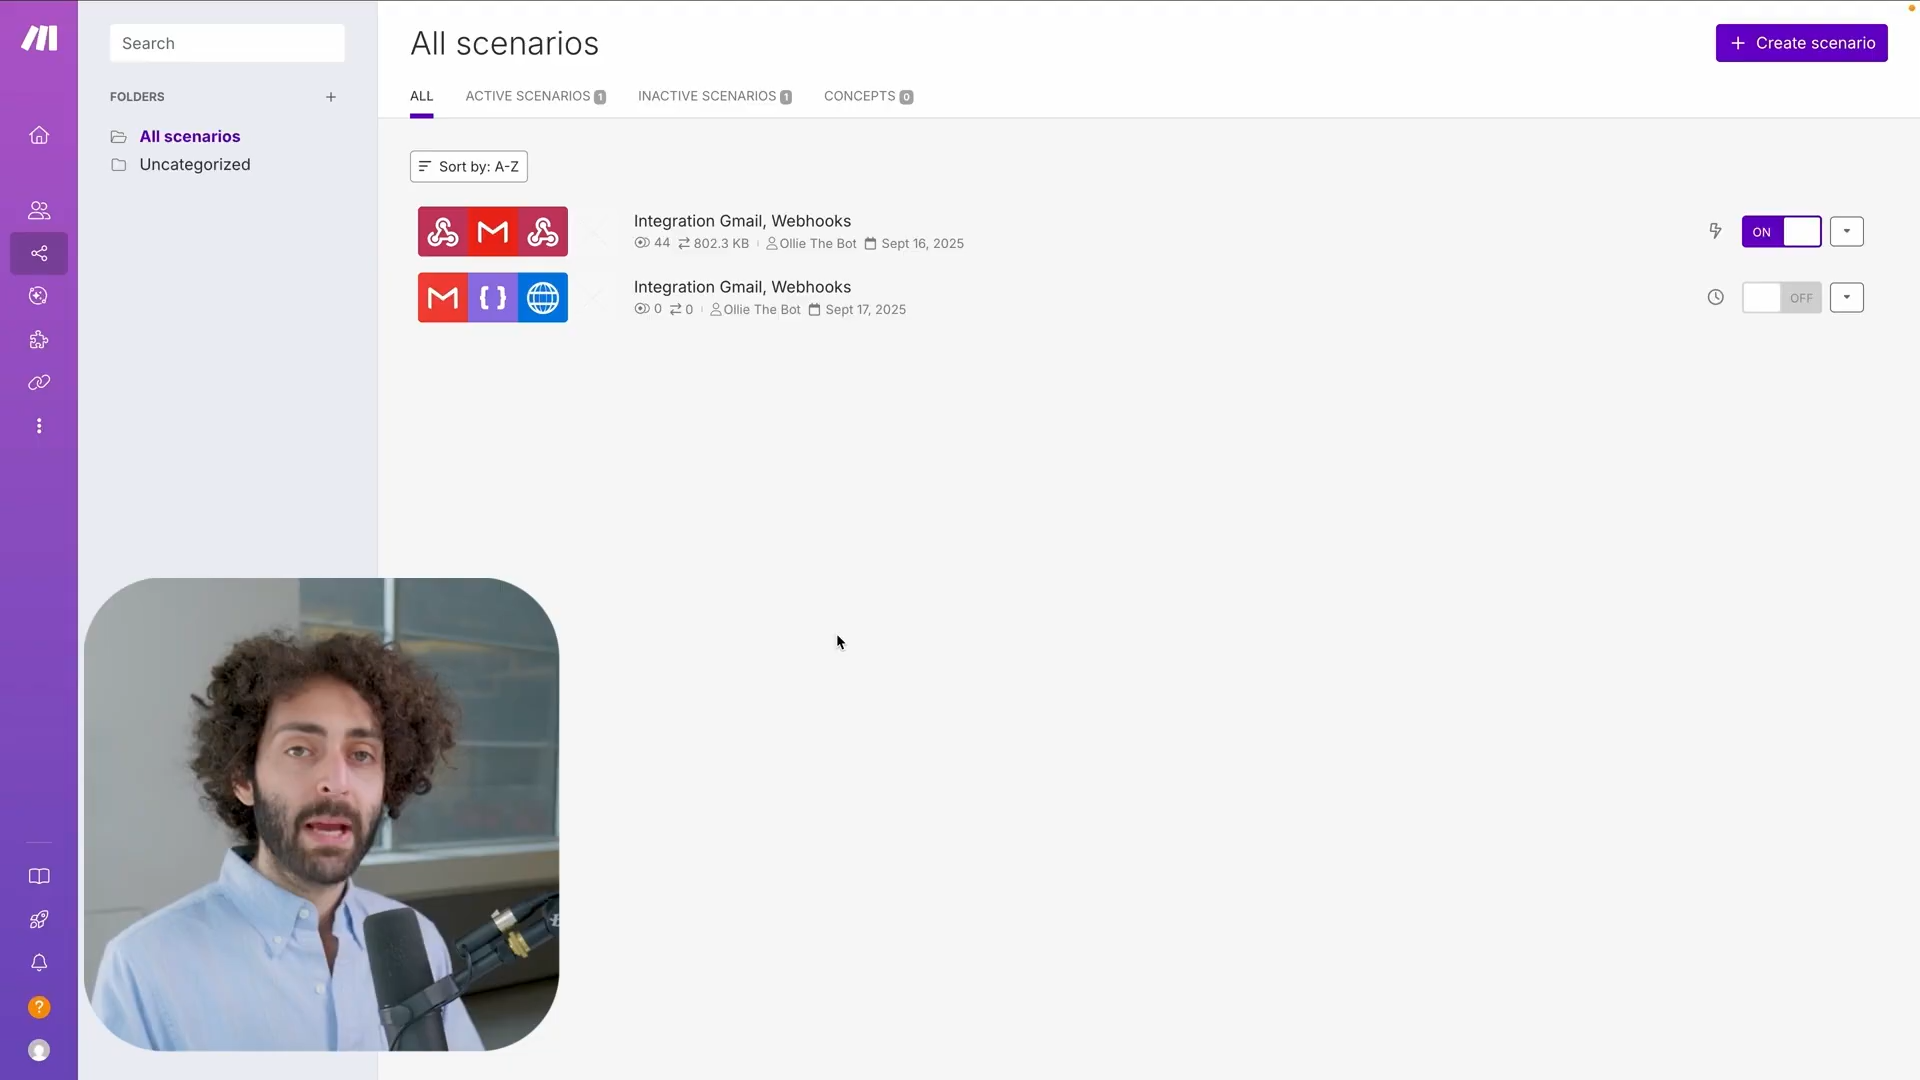 Search
FOLDERS
All scenarios
Uncategorized
All scenarios
Create scenario
ALL
ACTIVE SCENARIOS 1
INACTIVE SCENARIOS 1
CONCEPTS 0
Sort by: A-Z
Integration Gmail, Webhooks
44 802.3 KB Ollie The Bot Sept 16, 2025
ON
Integration Gmail, Webhooks
0 0 Ollie The Bot Sept 17, 2025
OFF
?